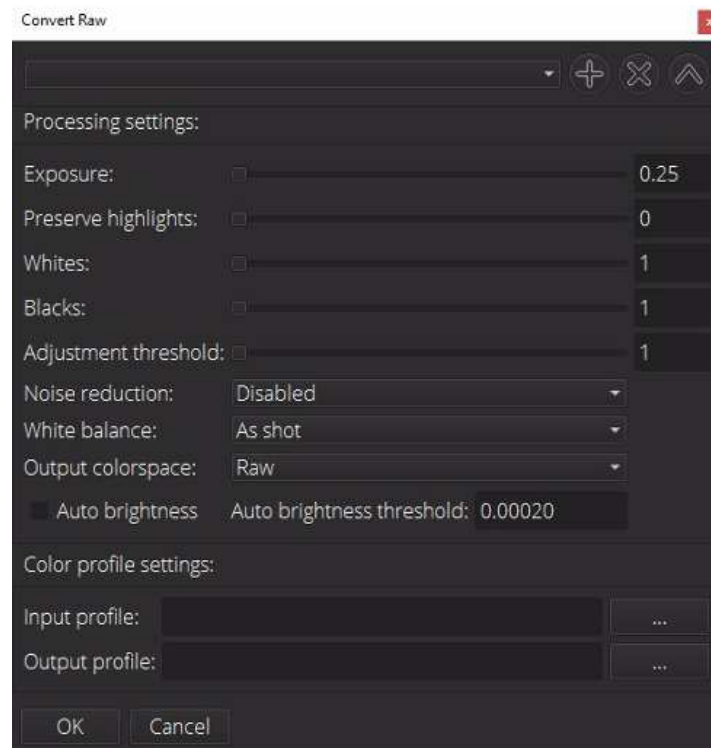 Convert Raw
Processing settings:
Exposure: 0.25
Preserve highlights: 0
Whites: 1
Blacks: 1
Adjustment threshold: 1
Noise reduction: Disabled
White balance: As shot
Output colorspace: Raw
Auto brightness Auto brightness threshold: 0.00020
Color profile settings:
Input profile: ...
Output profile: ...
OK Cancel